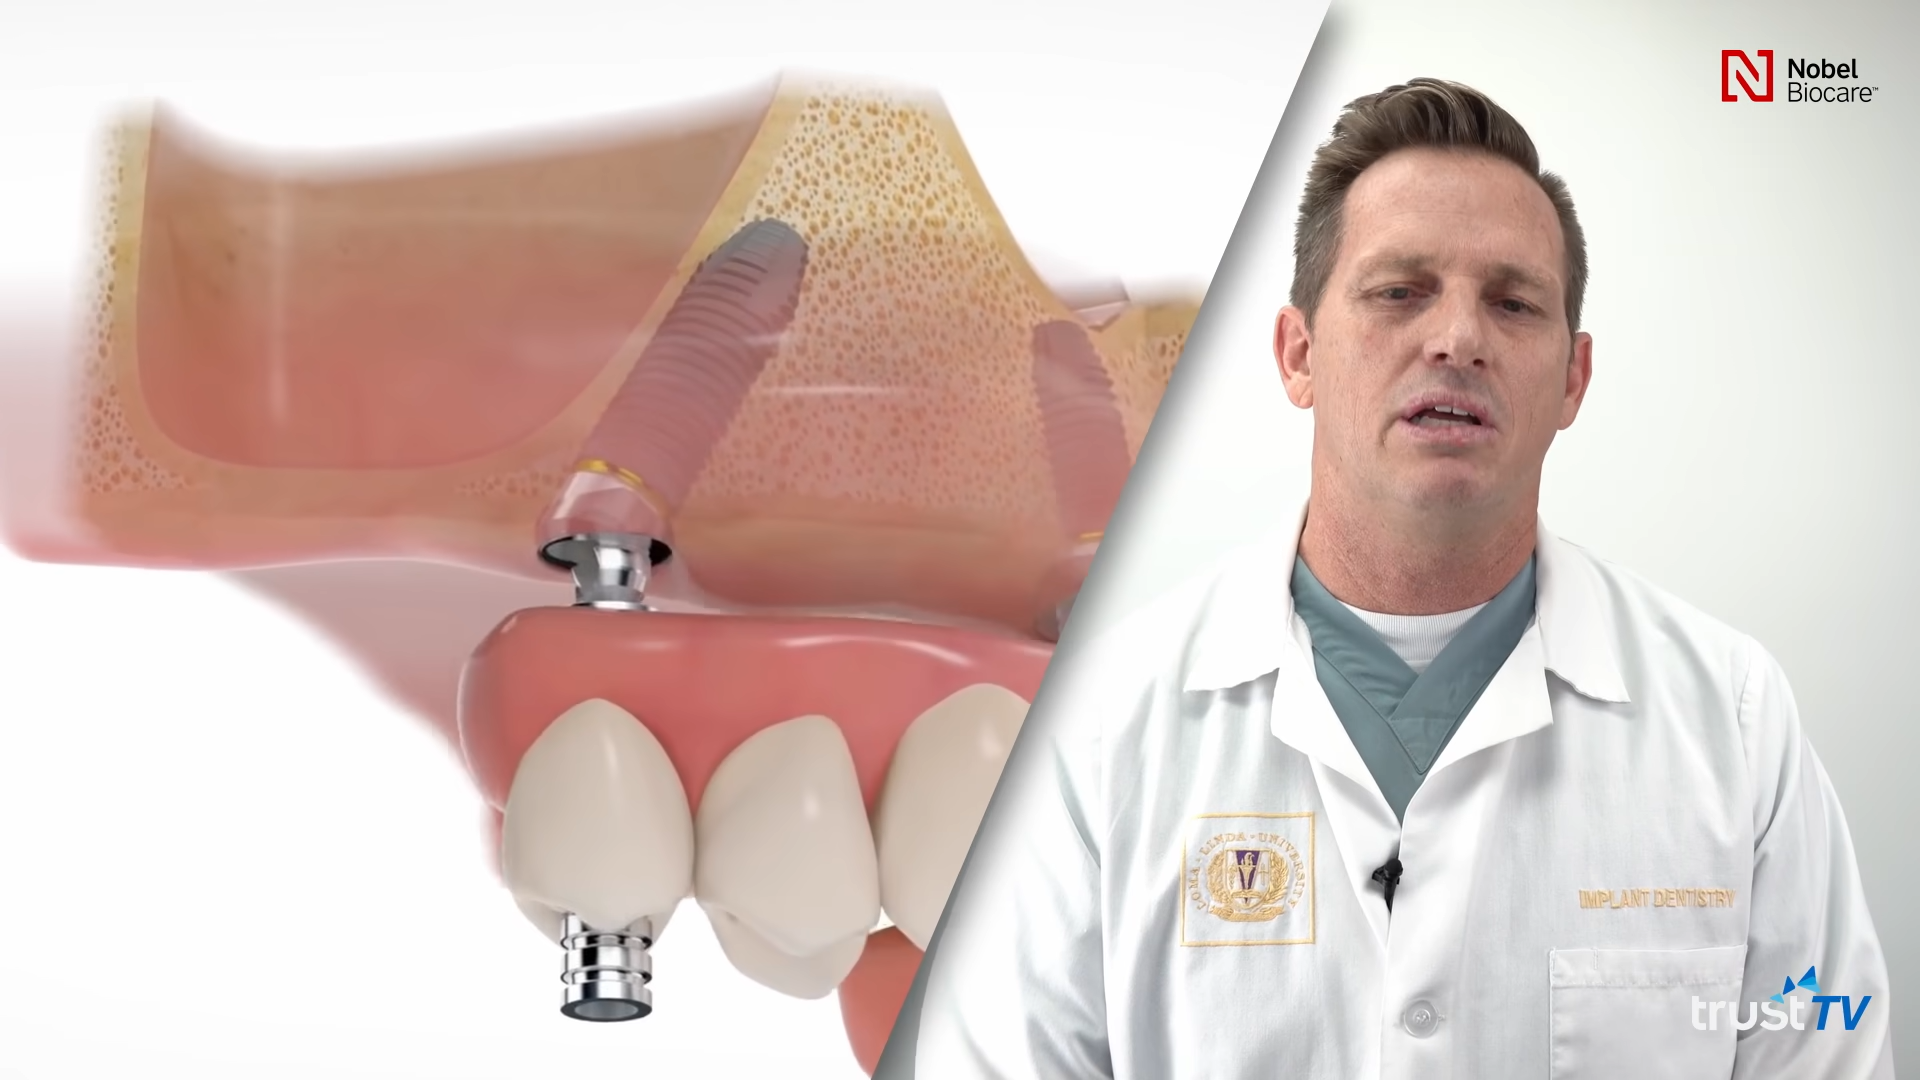 Nobel
Biocare™
LOMA · LINDA · UNIVERSITY
IMPLANT DENTISTRY
trustTV